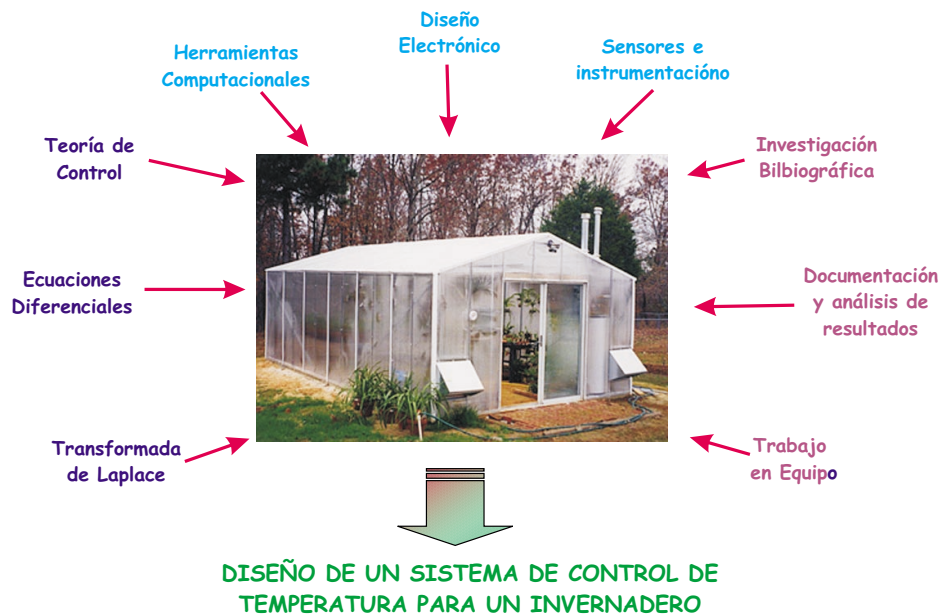 Diseño
Electrónico
Herramientas
Computacionales
Sensores e
instrumentacióno
Teoría de
Control
Investigación
Bilbiográfica
Ecuaciones
Diferenciales
Documentación
y análisis de
resultados
Transformada
de Laplace
Trabajo
en Equipo
DISEÑO DE UN SISTEMA DE CONTROL DE
TEMPERATURA PARA UN INVERNADERO